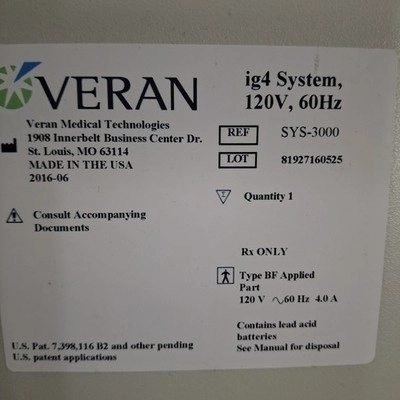 VERAN
ig4 System,
120V, 60Hz
Veran Medical Technologies
1908 Innerbelt Business Center Dr.
St. Louis, MO 63114
MADE IN THE USA
2016-06
REF SYS-3000
LOT 81927160525
Quantity 1
Consult Accompanying
Documents
Rx ONLY
Type BF Applied
Part
120 V ~60 Hz 4.0 A
Contains lead acid
batteries
See Manual for disposal
U.S. Pat. 7,398,116 B2 and other pending
U.S. patent applications